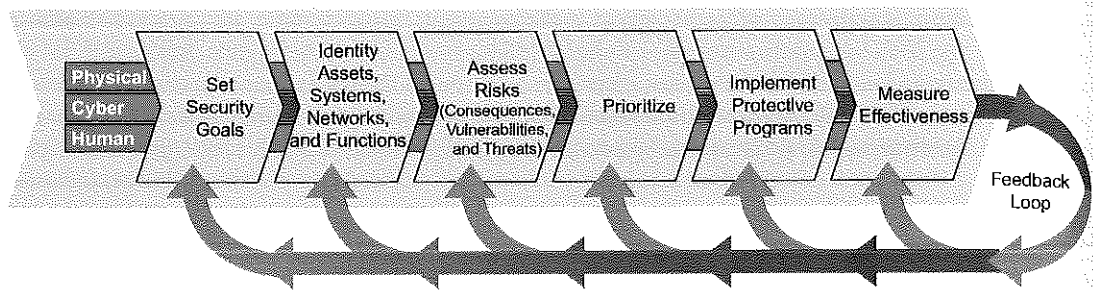 Physical
Cyber
Human
Set
Security
Goals
Identity
Assets,
Systems,
Networks,
and Functions
Assess
Risks
(Consequences,
Vulnerabilities,
and Threats)
Prioritize
Implement
Protective
Programs
Measure
Effectiveness
Feedback
Loop